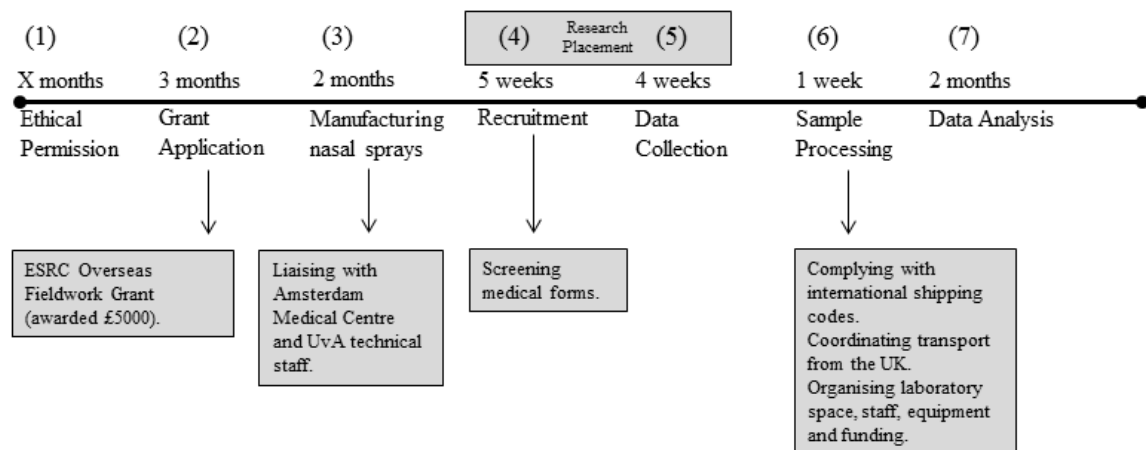 Research
Placement
(1) (2) (3) (4) (5) (6) (7)
X months 3 months 2 months 5 weeks 4 weeks 1 week 2 months
Ethical
Permission
Grant
Application
Manufacturing
nasal sprays
Recruitment
Data
Collection
Sample
Processing
Data Analysis
ESRC Overseas
Fieldwork Grant
(awarded £5000).
Liaising with
Amsterdam
Medical Centre
and UvA technical
staff.
Screening
medical forms.
Complying with
international shipping
codes.
Coordinating transport
from the UK.
Organising laboratory
space, staff, equipment
and funding.